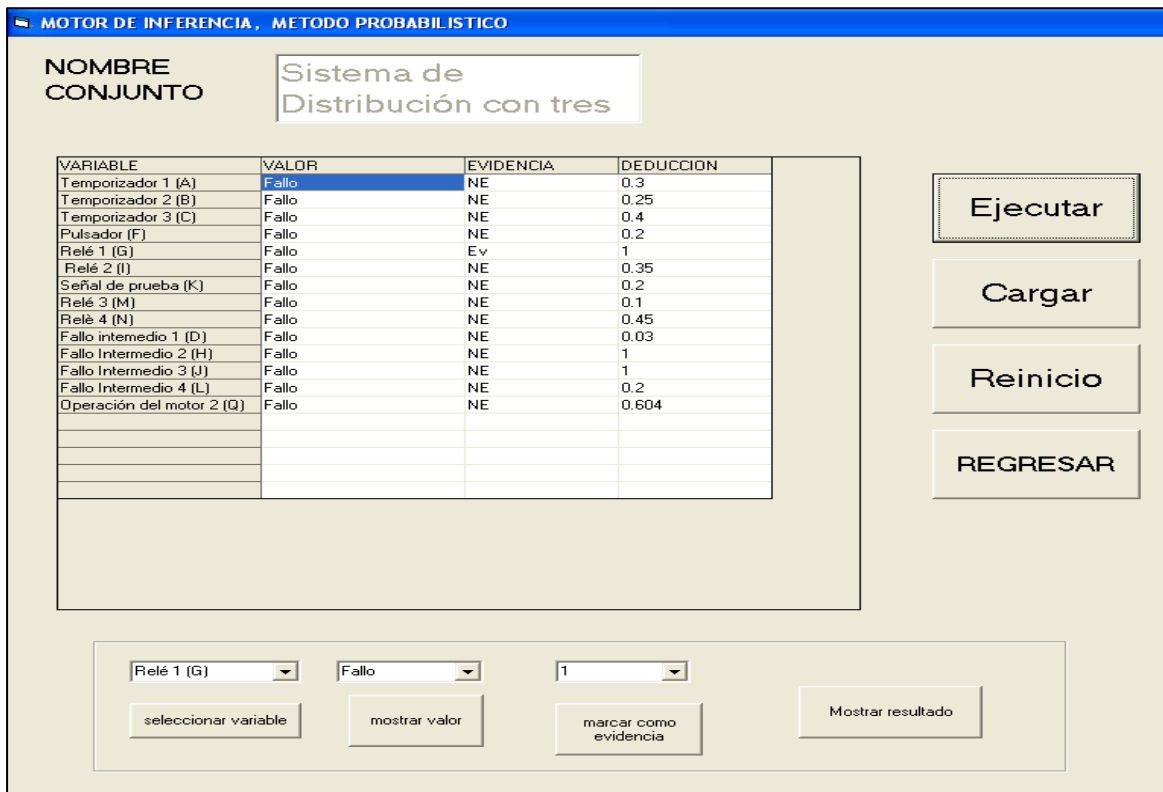 MOTOR DE INFERENCIA, METODO PROBABILISTICO
NOMBRE
CONJUNTO
Sistema de
Distribución con tres
VARIABLE VALOR EVIDENCIA DEDUCCION
Temporizador 1 (A) Fallo NE 0.3
Temporizador 2 (B) Fallo NE 0.25
Temporizador 3 (C) Fallo NE 0.4
Pulsador (F) Fallo NE 0.2
Relé 1 (G) Fallo Ev 1
Relé 2 (I) Fallo NE 0.35
Señal de prueba (K) Fallo NE 0.2
Relé 3 (M) Fallo NE 0.1
Relè 4 (N) Fallo NE 0.45
Fallo intemedio 1 (D) Fallo NE 0.03
Fallo Intermedio 2 (H) Fallo NE 1
Fallo Intermedio 3 (J) Fallo NE 1
Fallo Intermedio 4 (L) Fallo NE 0.2
Operación del motor 2 (Q) Fallo NE 0.604
Ejecutar
Cargar
Reinicio
REGRESAR
Relé 1 (G) Fallo 1
seleccionar variable
mostrar valor
marcar como
evidencia
Mostrar resultado